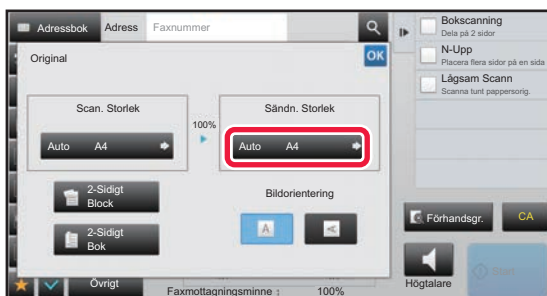 Adressbok
Adress
Faxnummer
Original
OK
Scan. Storlek
100%
Sändn. Storlek
Auto A4
Auto A4
2-Sidigt
Block
2-Sidigt
Bok
Bildorientering
A
A
Övrigt
Faxmottagningsminne :
100%
Bokscanning
Dela på 2 sidor
N-Upp
Placera flera sidor på en sida
Lågsam Scann
Scanna tunt pappersorig.
Förhandsgr.
CA
Högtalare
Start